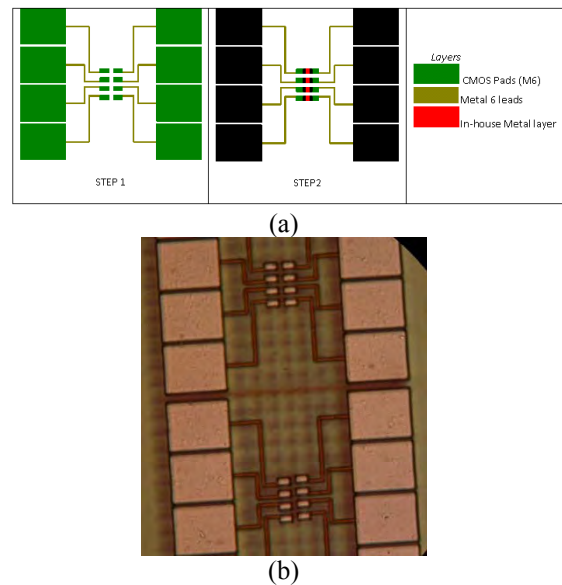 Layers
CMOS Pads (M6)
Metal 6 leads
In-house Metal layer
STEP 1
STEP2
(a)
(b)